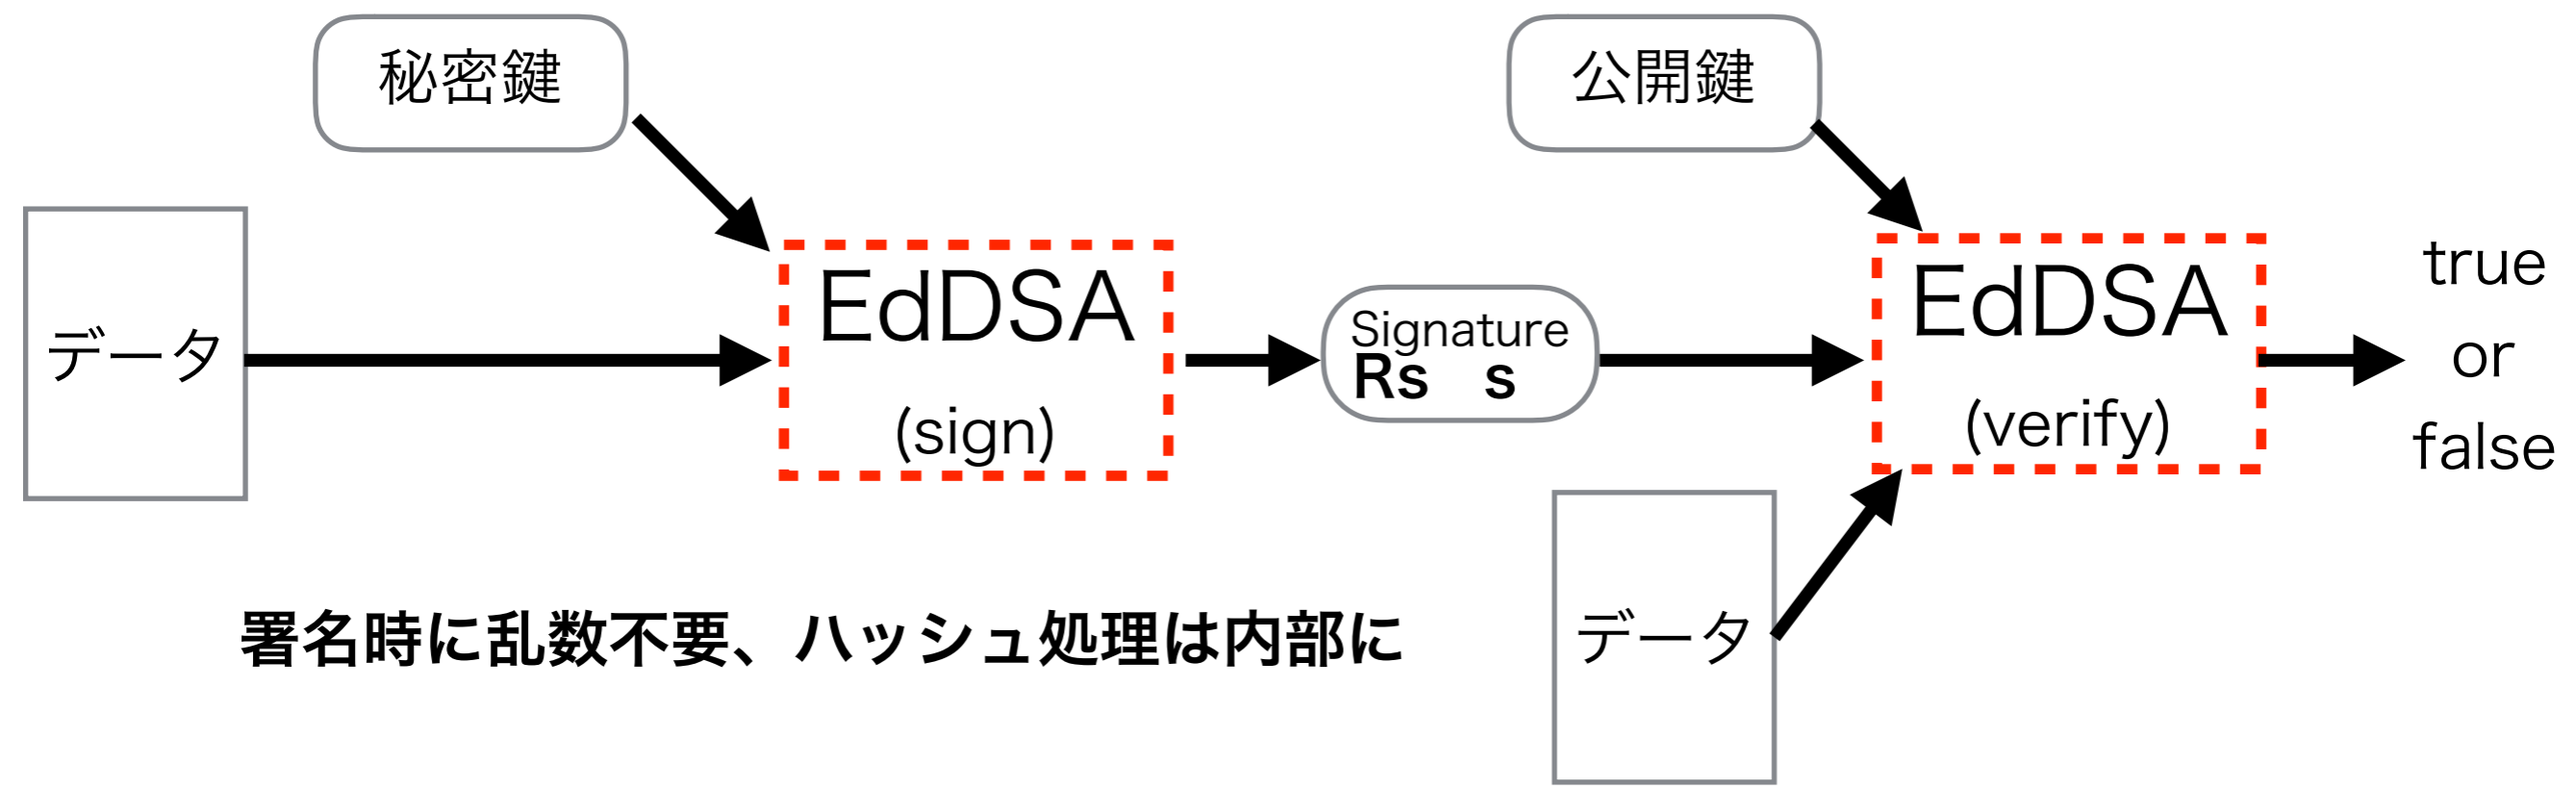 秘密鍵
公開鍵
データ
EdDSA
(sign)
Signature
Rs s
EdDSA
(verify)
true
or
false
データ
署名時に乱数不要、ハッシュ処理は内部に